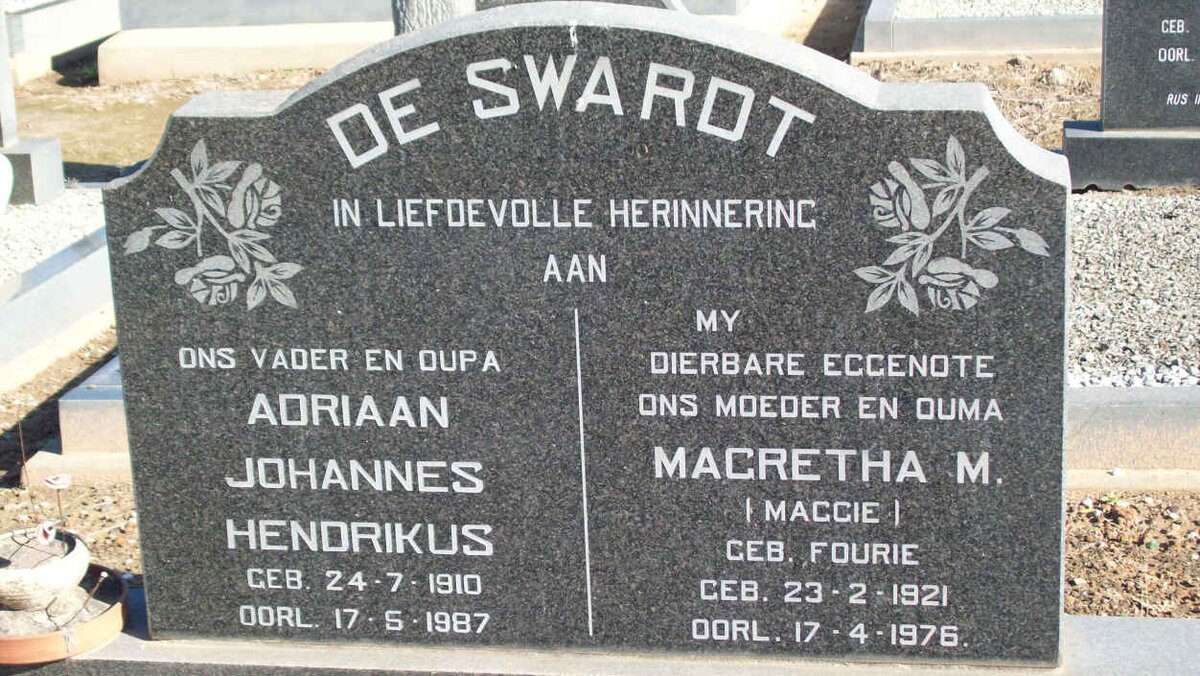 DE SWARDT
IN LIEFDEVOLLE HERINNERING
AAN
ONS VADER EN OUPA
ADRIAAN
JOHANNES
HENDRIKUS
GEB. 24-7-1910
OORL. 17-5-1987
MY
DIERBARE EGGENOTE
ONS MOEDER EN OUMA
MAGRETHA M.
(MAGGIE)
GEB. FOURIE
GEB. 23-2-1921
OORL. 17-4-1976.
GEB.
OORL.
RUS I